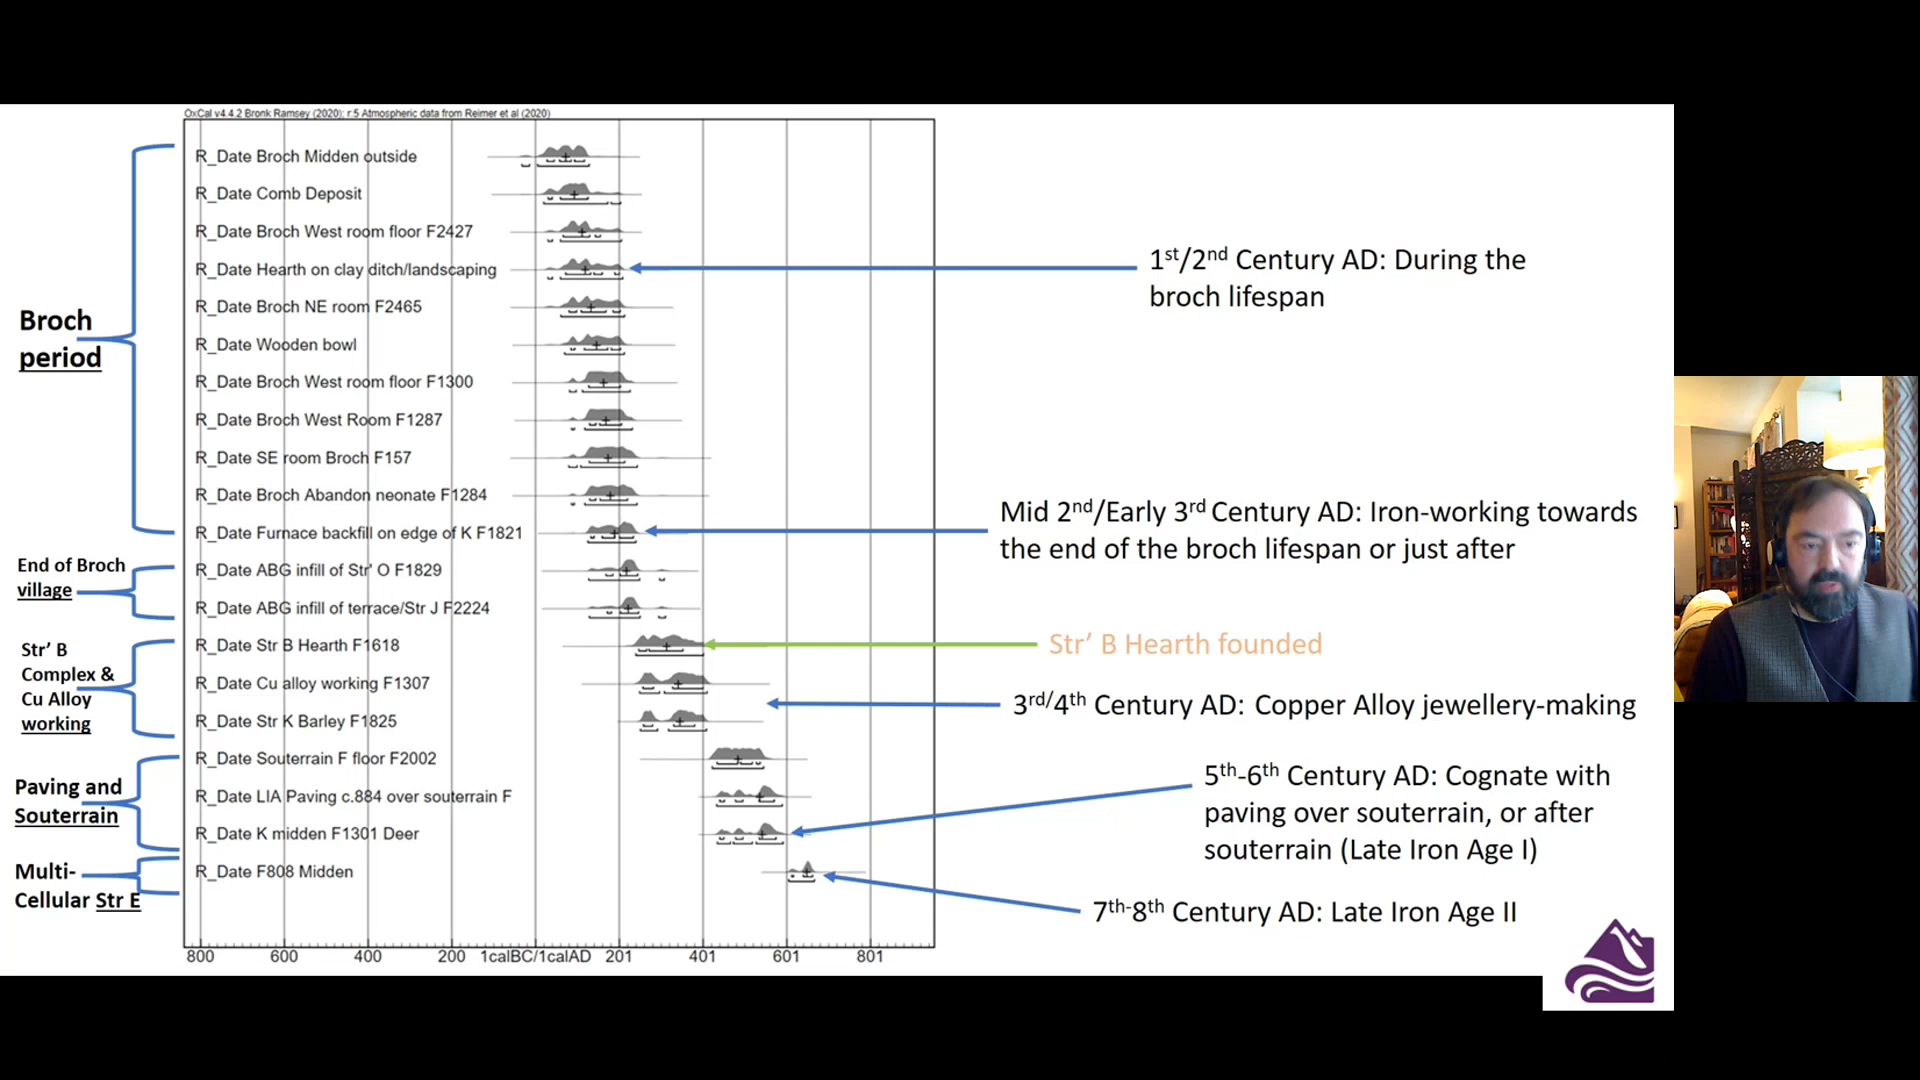 OxCal v4.4.2 Bronk Ramsey (2020); r:5 Atmospheric data from Reimer et al (2020)
R_Date Broch Midden outside
R_Date Comb Deposit
R_Date Broch West room floor F2427
R_Date Hearth on clay ditch/landscaping
R_Date Broch NE room F2465
R_Date Wooden bowl
R_Date Broch West room floor F1300
R_Date Broch West Room F1287
R_Date SE room Broch F157
R_Date Broch Abandon neonate F1284
R_Date Furnace backfill on edge of K F1821
R_Date ABG infill of Str' O F1829
R_Date ABG infill of terrace/Str J F2224
R_Date Str B Hearth F1618
R_Date Cu alloy working F1307
R_Date Str K Barley F1825
R_Date Souterrain F floor F2002
R_Date LIA Paving c.884 over souterrain F
R_Date K midden F1301 Deer
R_Date F808 Midden
800 600 400 200 1calBC/1calAD 201 401 601 801
Broch
period
End of Broch
village
Str’ B
Complex &
Cu Alloy
working
Paving and
Souterrain
Multi-
Cellular Str E
1st/2nd Century AD: During the
broch lifespan
Mid 2nd/Early 3rd Century AD: Iron-working towards
the end of the broch lifespan or just after
Str’ B Hearth founded
3rd/4th Century AD: Copper Alloy jewellery-making
5th-6th Century AD: Cognate with
paving over souterrain, or after
souterrain (Late Iron Age I)
7th-8th Century AD: Late Iron Age II